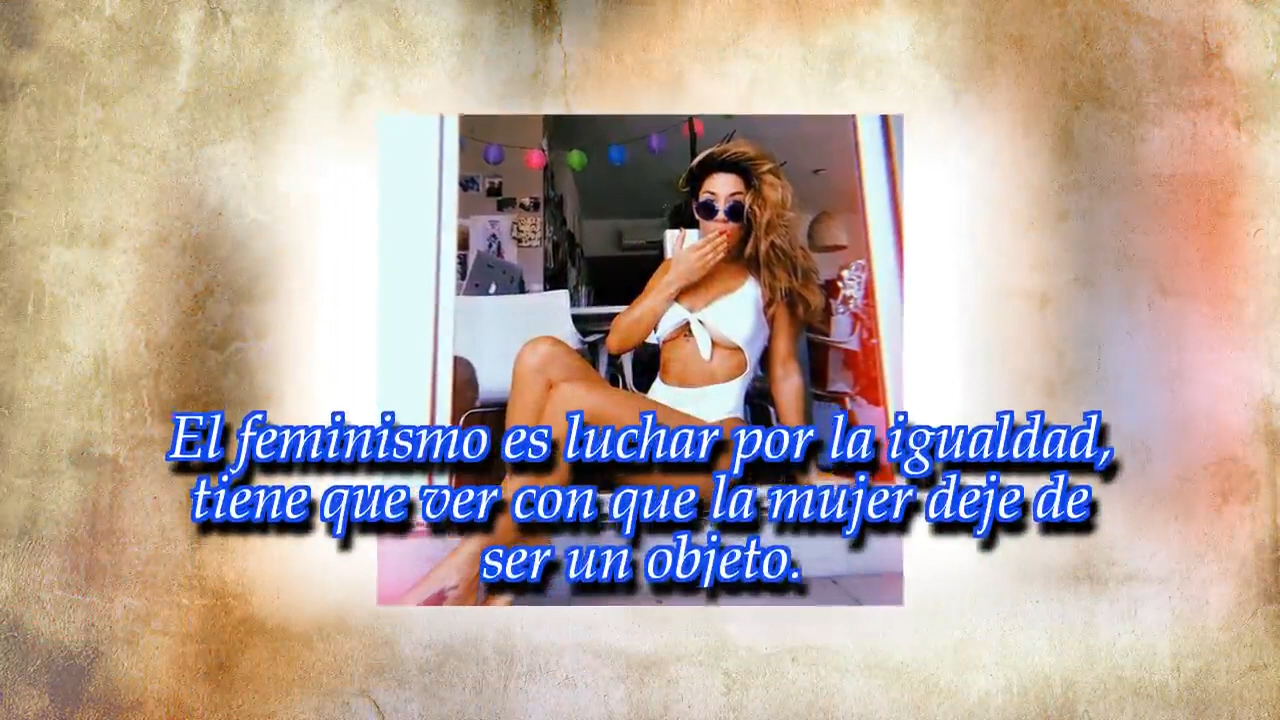 El feminismo es luchar por la igualdad,
tiene que ver con que la mujer deje de
ser un objeto.